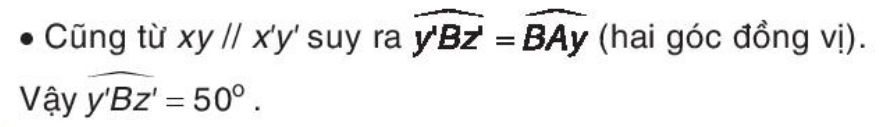 • Cũng từ xy // x'y' suy ra y'Bz' = BAy (hai góc đồng vị).
Vậy y'Bz' = 50° .